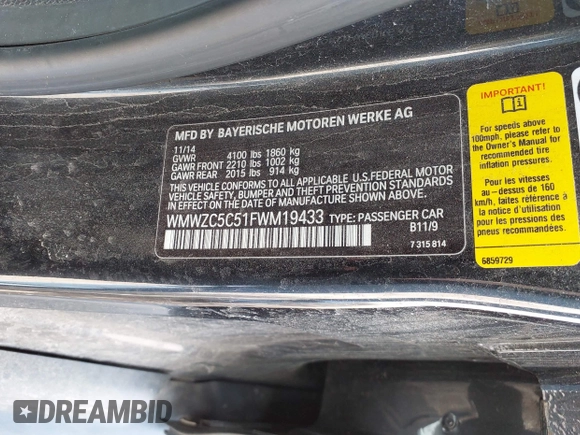 MFD BY BAYERISCHE MOTOREN WERKE AG
11/14
GVWR 4100 lbs 1860 kg
GAWR FRONT 2210 lbs 1002 kg
GAWR REAR 2015 lbs 914 kg
THIS VEHICLE CONFORMS TO ALL APPLICABLE U.S.FEDERAL MOTOR
VEHICLE SAFETY, BUMPER AND THEFT PREVENTION STANDARDS IN
EFFECT ON THE DATE OF MANUFACTURE SHOWN ABOVE.
WMWZC5C51FWM19433 TYPE: PASSENGER CAR
B11/9
7 315 814
IMPORTANT!
For speeds above
100mph, please refer to
the Owner's Manual for
recommended tire
inflation pressures.
Pour les vitesses au
-dessus de 160
km/h, faites référence à
la notice d'utilisation
pour les pressions des
pneus recommandées.
6859729
DREAMBID